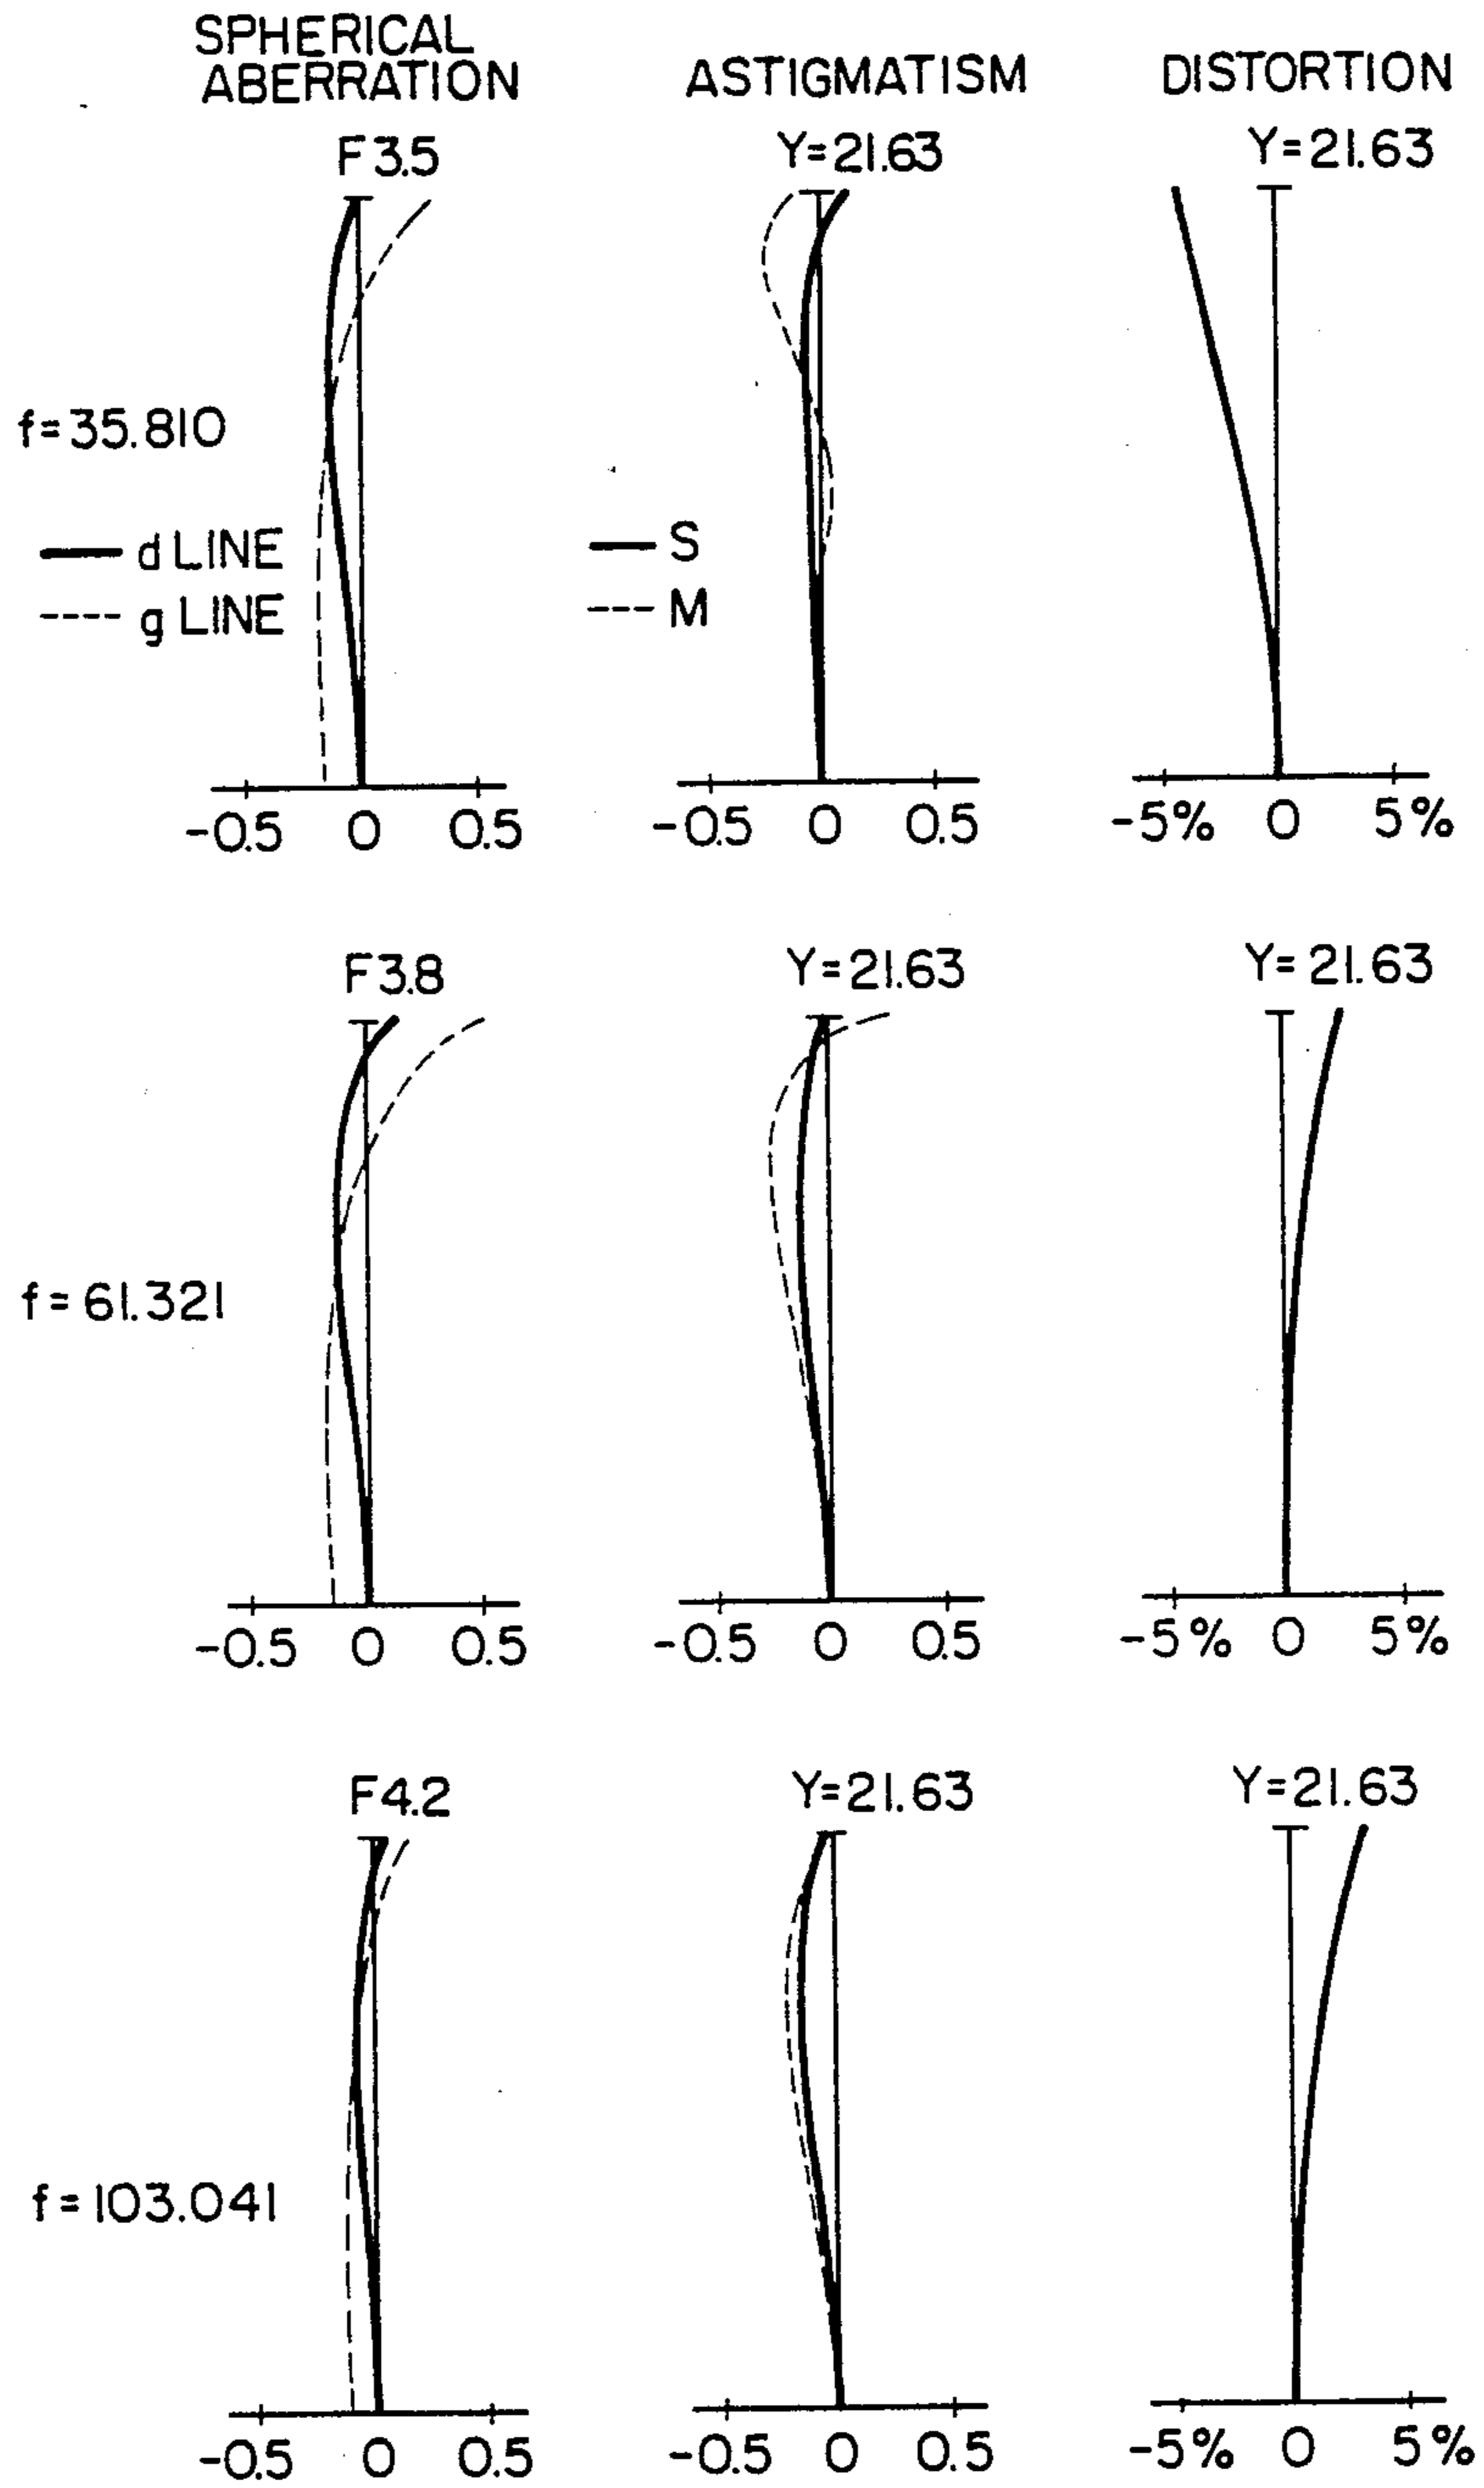 SPHERICAL
ABERRATION
ASTIGMATISM
DISTORTION
F3.5
Y=21.63
Y=21.63
f=35.810
d LINE
g LINE
S
M
-0.5 0 0.5
-0.5 0 0.5
-5% 0 5%
F3.8
Y=21.63
Y=21.63
f=61.321
-0.5 0 0.5
-0.5 0 0.5
-5% 0 5%
F4.2
Y=21.63
Y=21.63
f=103.041
-0.5 0 0.5
-0.5 0 0.5
-5% 0 5%